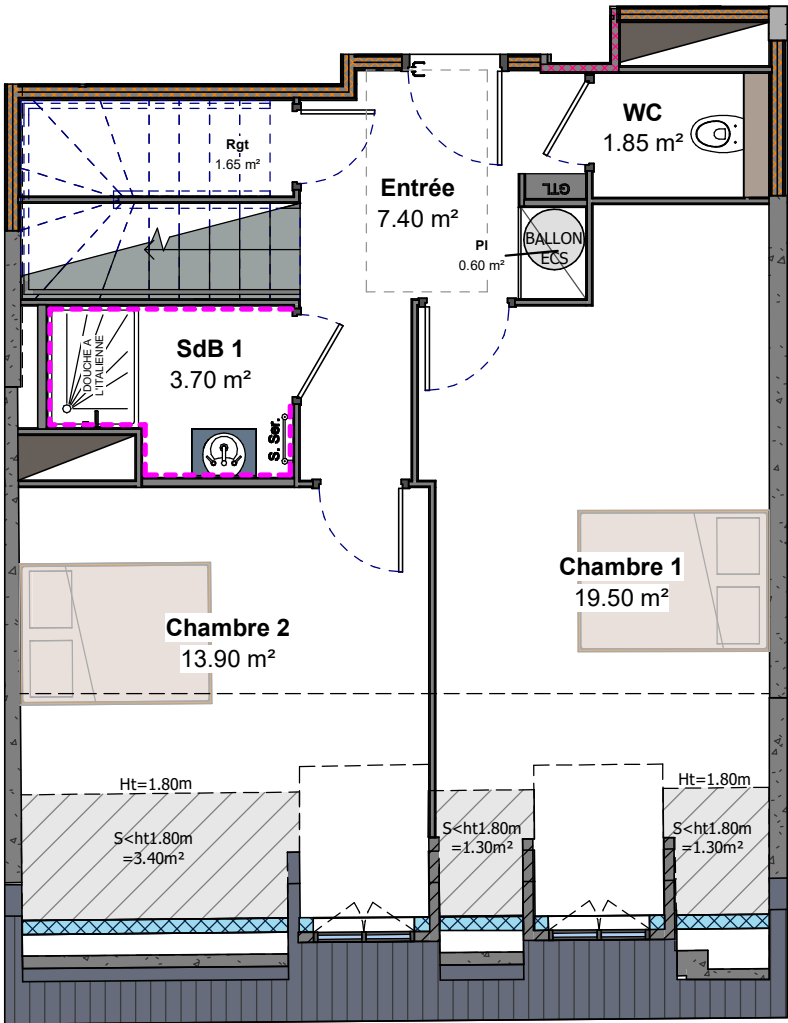 WC
1.85 m²
Rgt
1.65 m²
Entrée
7.40 m²
GTL
Pl
0.60 m²
BALLON
ECS
DOUCHE A
L'ITALIENNE
SdB 1
3.70 m²
S. Ser.
Chambre 1
19.50 m²
Chambre 2
13.90 m²
Ht=1.80m
Ht=1.80m
S<ht1.80m
=3.40m²
S<ht1.80m
=1.30m²
S<ht1.80m
=1.30m²